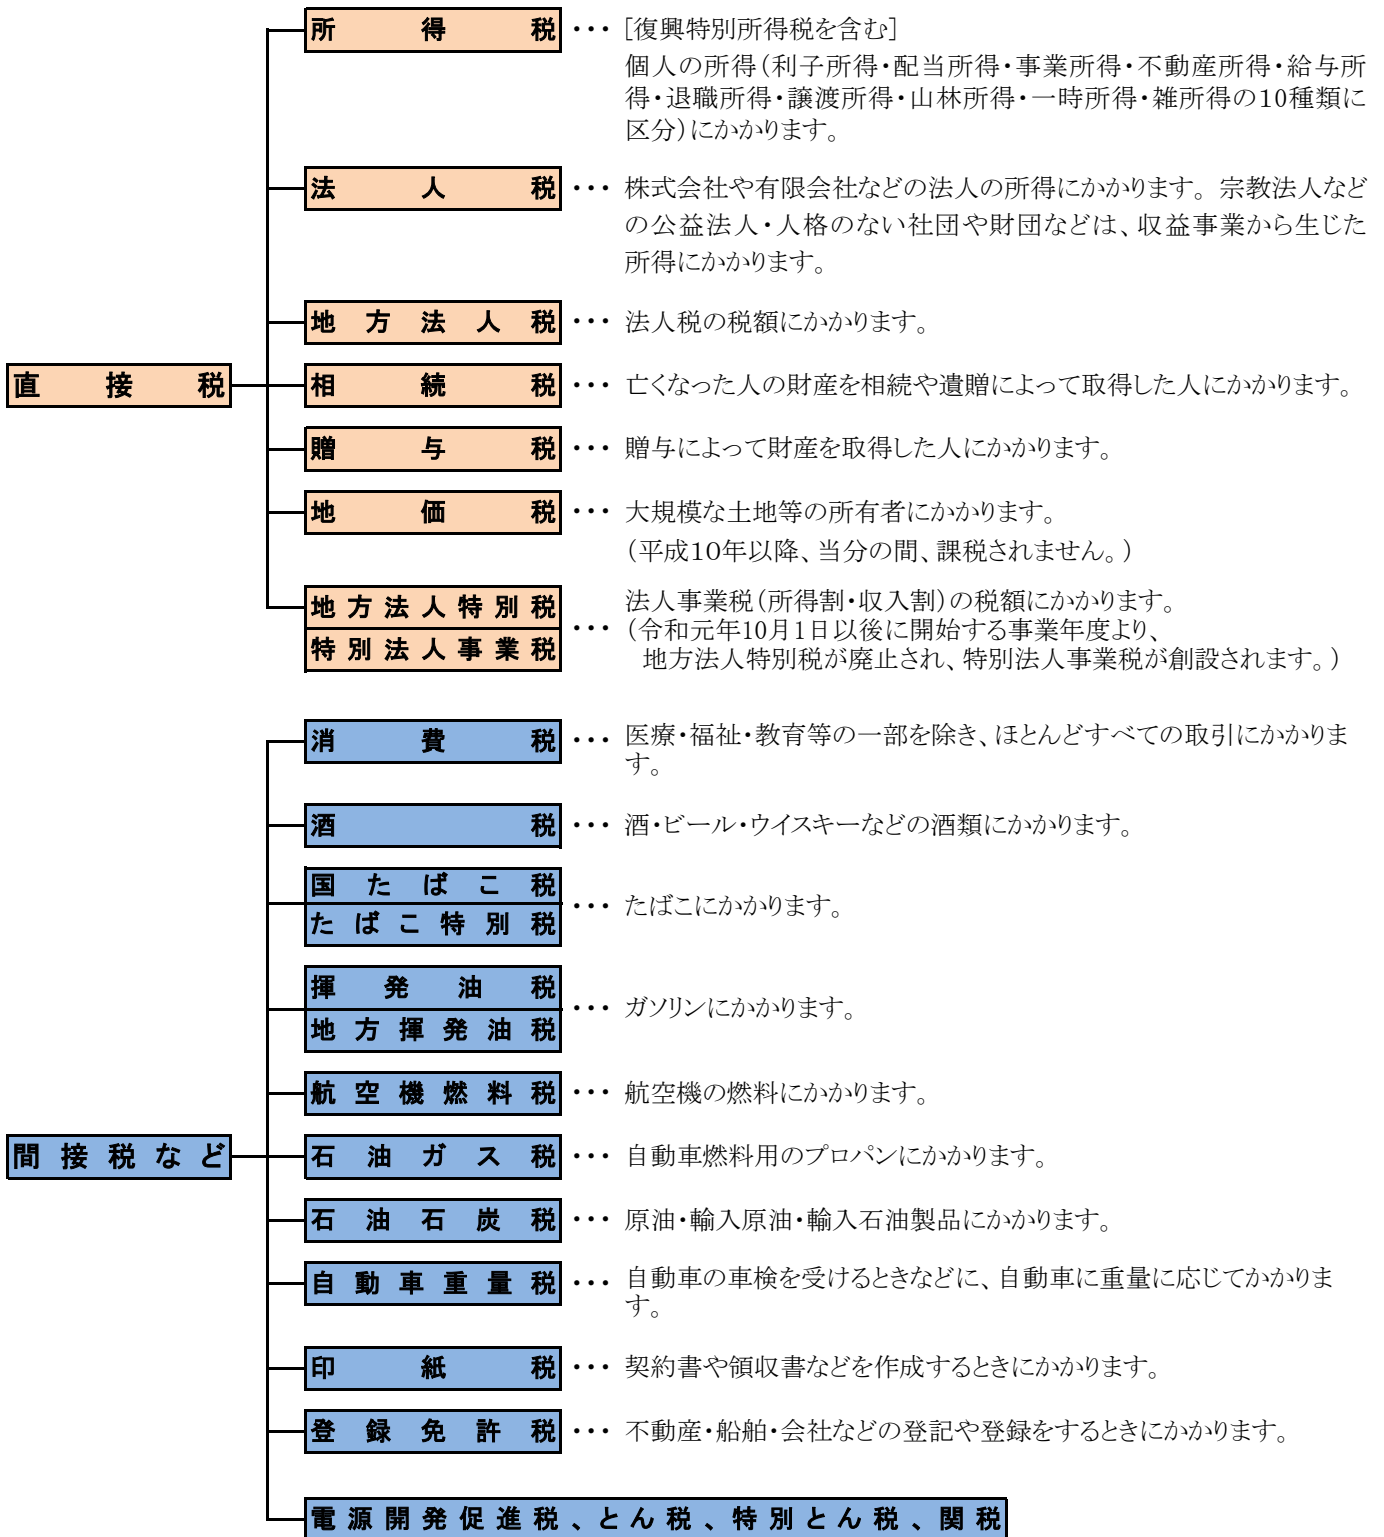 所得税 ・・・ [復興特別所得税を含む]
個人の所得(利子所得・配当所得・事業所得・不動産所得・給与所
得・退職所得・譲渡所得・山林所得・一時所得・雑所得の10種類に
区分)にかかります。
法人税 ・・・ 株式会社や有限会社などの法人の所得にかかります。宗教法人など
の公益法人・人格のない社団や財団などは、収益事業から生じた
所得にかかります。
地方法人税 ・・・ 法人税の税額にかかります。
直接税
相続税 ・・・ 亡くなった人の財産を相続や遺贈によって取得した人にかかります。
贈与税 ・・・ 贈与によって財産を取得した人にかかります。
地価税 ・・・ 大規模な土地等の所有者にかかります。
(平成10年以降、当分の間、課税されません。)
地方法人特別税
特別法人事業税
・・・
法人事業税(所得割・収入割)の税額にかかります。
(令和元年10月1日以後に開始する事業年度より、
地方法人特別税が廃止され、特別法人事業税が創設されます。)
消費税 ・・・ 医療・福祉・教育等の一部を除き、ほとんどすべての取引にかかりま
す。
酒税 ・・・ 酒・ビール・ウイスキーなどの酒類にかかります。
国たばこ税
たばこ特別税
・・・ たばこにかかります。
揮発油税
地方揮発油税
・・・ ガソリンにかかります。
航空機燃料税 ・・・ 航空機の燃料にかかります。
間接税など
石油ガス税 ・・・ 自動車燃料用のプロパンにかかります。
石油石炭税 ・・・ 原油・輸入原油・輸入石油製品にかかります。
自動車重量税 ・・・ 自動車の車検を受けるときなどに、自動車に重量に応じてかかりま
す。
印紙税 ・・・ 契約書や領収書などを作成するときにかかります。
登録免許税 ・・・ 不動産・船舶・会社などの登記や登録をするときにかかります。
電源開発促進税、とん税、特別とん税、関税